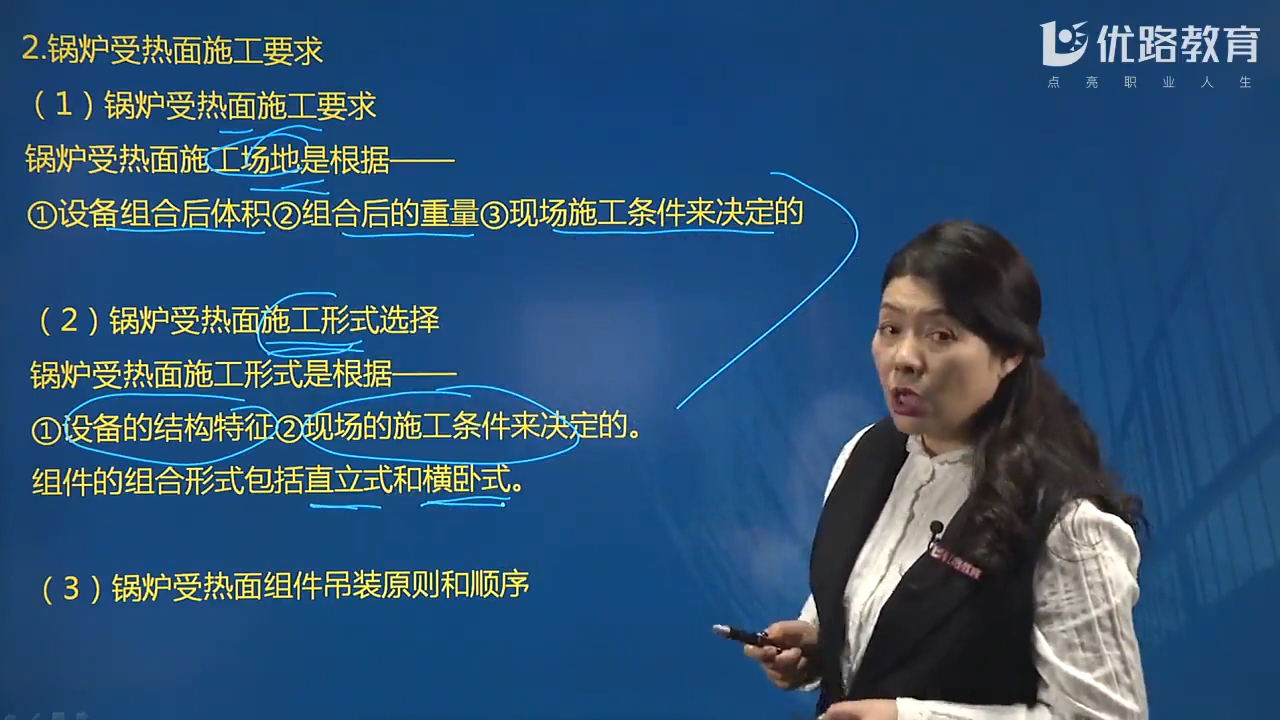 优路教育
点亮职业人生
2.锅炉受热面施工要求
（1）锅炉受热面施工要求
锅炉受热面施工场地是根据——
①设备组合后体积②组合后的重量③现场施工条件来决定的
（2）锅炉受热面施工形式选择
锅炉受热面施工形式是根据——
①设备的结构特征②现场的施工条件来决定的。
组件的组合形式包括直立式和横卧式。
（3）锅炉受热面组件吊装原则和顺序